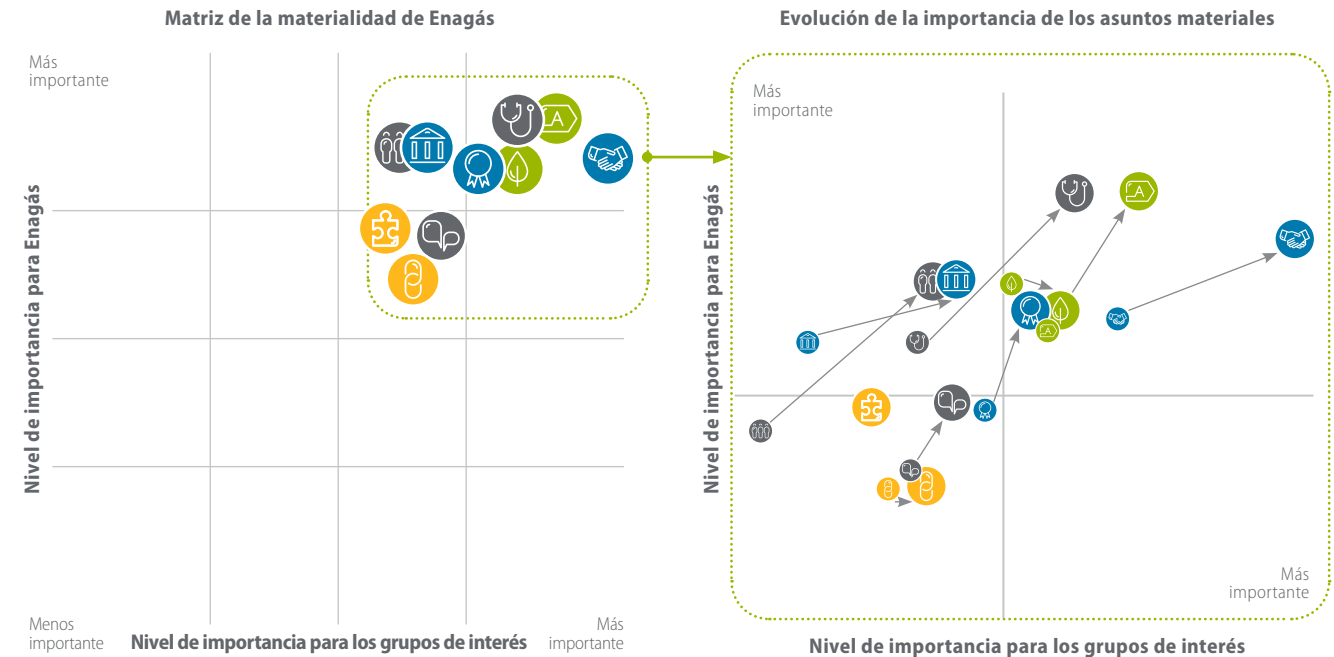 Matriz de la materialidad de Enagás
Más
importante
Nivel de importancia para Enagás
A
Menos
importante
Nivel de importancia para los grupos de interés
Más
importante
Evolución de la importancia de los asuntos materiales
Más
importante
Nivel de importancia para Enagás
A
A
Más
importante
Nivel de importancia para los grupos de interés